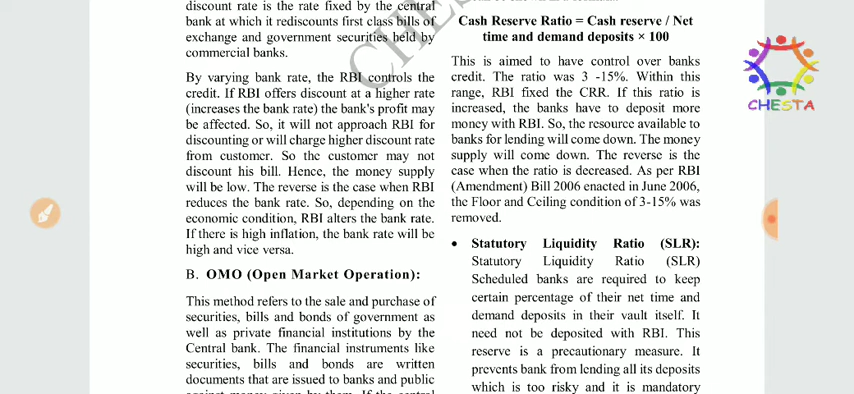 discount rate is the rate fixed by the central
bank at which it rediscounts first class bills of
exchange and government securities held by
commercial banks.
By varying bank rate, the RBI controls the
credit. If RBI offers discount at a higher rate
(increases the bank rate) the bank's profit may
be affected. So, it will not approach RBI for
discounting or will charge higher discount rate
from customer. So the customer may not
discount his bill. Hence, the money supply
will be low. The reverse is the case when RBI
reduces the bank rate. So, depending on the
economic condition, RBI alters the bank rate.
If there is high inflation, the bank rate will be
high and vice versa.
B. OMO (Open Market Operation):
This method refers to the sale and purchase of
securities, bills and bonds of government as
well as private financial institutions by the
Central bank. The financial instruments like
securities, bills and bonds are written
documents that are issued to banks and public
against money given by them. If the central
Cash Reserve Ratio = Cash reserve / Net
time and demand deposits × 100
This is aimed to have control over banks
credit. The ratio was 3 -15%. Within this
range, RBI fixed the CRR. If this ratio is
increased, the banks have to deposit more
money with RBI. So, the resource available to
banks for lending will come down. The money
supply will come down. The reverse is the
case when the ratio is decreased. As per RBI
(Amendment) Bill 2006 enacted in June 2006,
the Floor and Ceiling condition of 3-15% was
removed.
• Statutory Liquidity Ratio (SLR):
Statutory Liquidity Ratio (SLR)
Scheduled banks are required to keep
certain percentage of their net time and
demand deposits in their vault itself. It
need not be deposited with RBI. This
reserve is a precautionary measure. It
prevents bank from lending all its deposits
which is too risky and it is mandatory
CHESTA